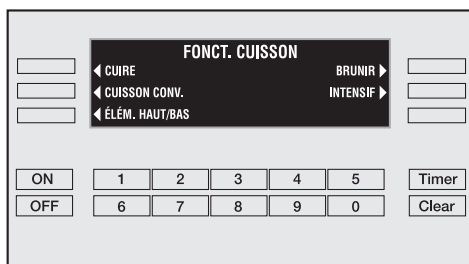 FONCT. CUISSON
CUIRE BRUNIR
CUISSON CONV. INTENSIF
ÉLÉM. HAUT/BAS
ON 1 2 3 4 5 Timer
OFF 6 7 8 9 0 Clear